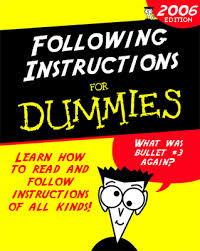 2006
EDITION
FOLLOWING
INSTRUCTIONS
FOR
DUMMIES
WHAT WAS
BULLET #3
AGAIN?
LEARN HOW
TO READ AND
FOLLOW
INSTRUCTIONS
OF ALL KINDS!